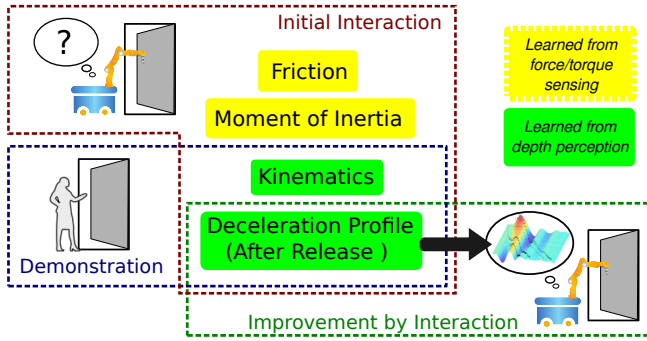 Initial Interaction
?
Friction
Moment of Inertia
Learned from
force/torque
sensing
Learned from
depth perception
Kinematics
Deceleration Profile
(After Release )
Demonstration
Improvement by Interaction